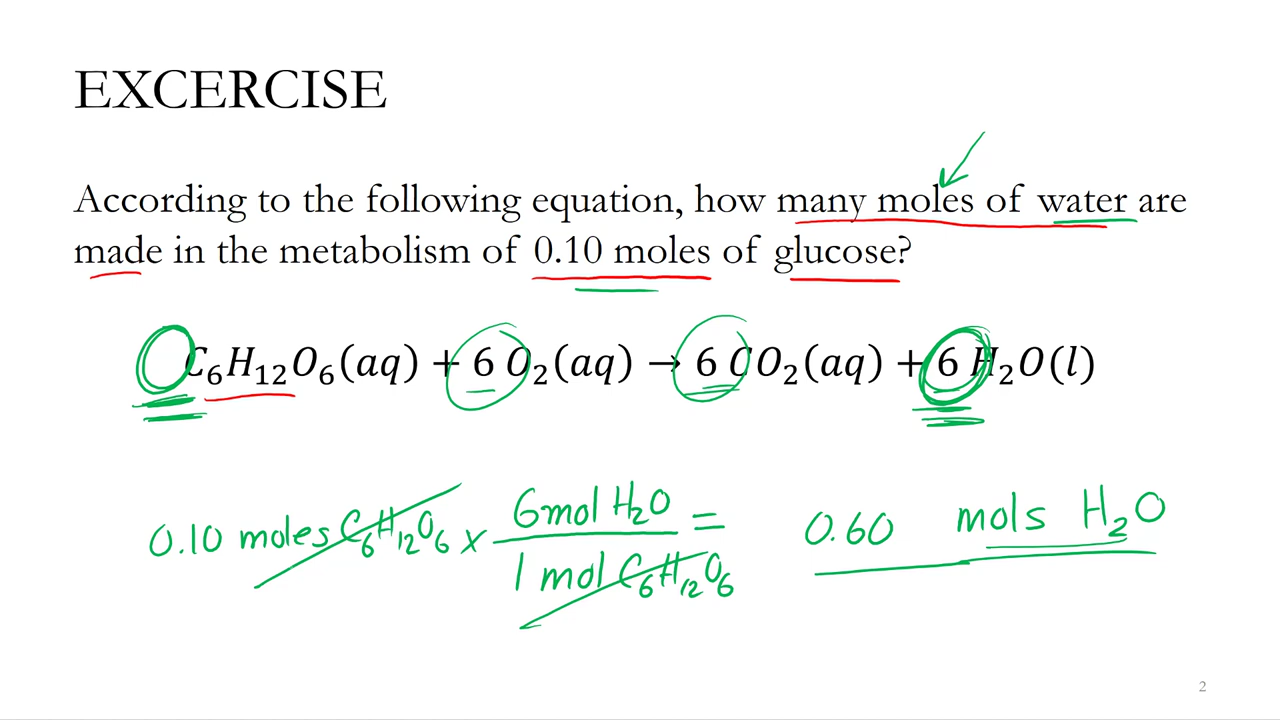 EXCERCISE
According to the following equation, how many moles of water are
made in the metabolism of 0.10 moles of glucose?
C₆H₁₂O₆(aq) + 6 O₂(aq) → 6 CO₂(aq) + 6 H₂O(l)
0.10 moles C₆H₁₂O₆ x 6 mol H₂O / 1 mol C₆H₁₂O₆ = 0.60 mols H₂O
2